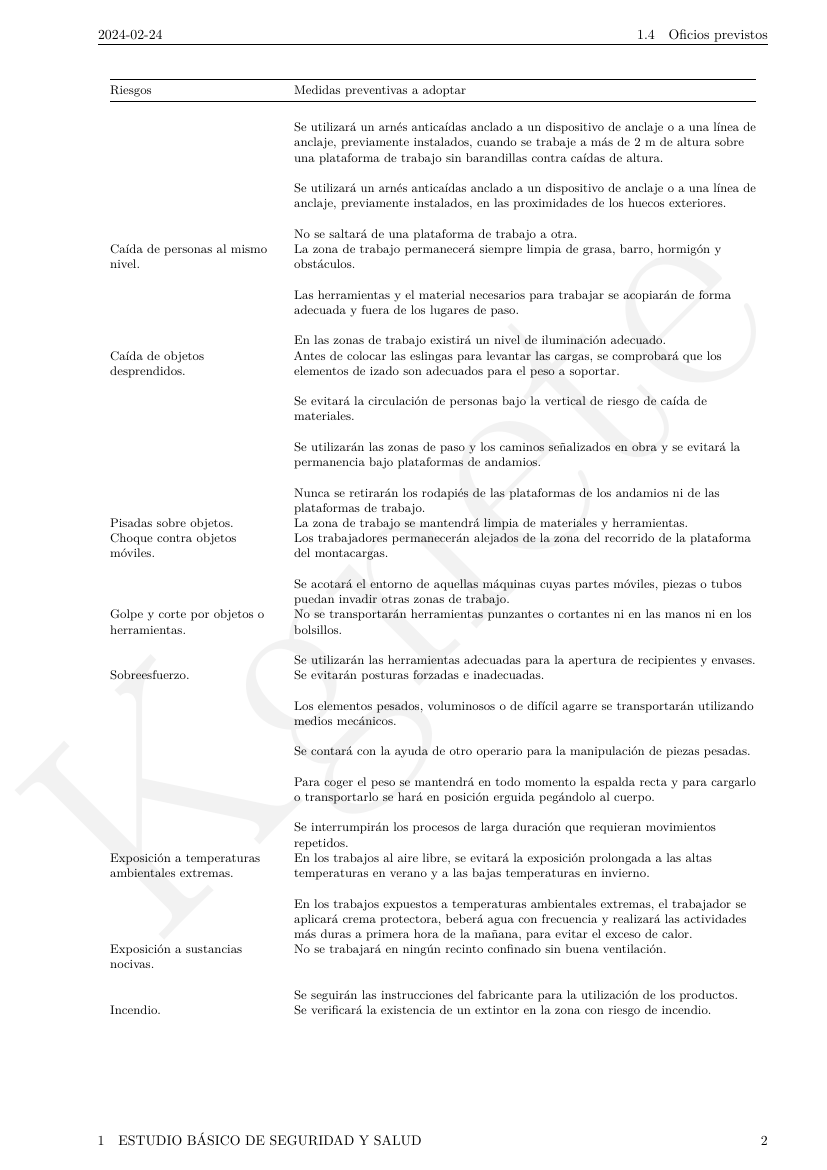 2024-02-24 1.4 Oficios previstos
Riesgos Medidas preventivas a adoptar
Se utilizará un arnés anticaídas anclado a un dispositivo de anclaje o a una línea de
anclaje, previamente instalados, cuando se trabaje a más de 2 m de altura sobre
una plataforma de trabajo sin barandillas contra caídas de altura.
Se utilizará un arnés anticaídas anclado a un dispositivo de anclaje o a una línea de
anclaje, previamente instalados, en las proximidades de los huecos exteriores.
No se saltará de una plataforma de trabajo a otra.
Caída de personas al mismo La zona de trabajo permanecerá siempre limpia de grasa, barro, hormigón y
nivel. obstáculos.
Las herramientas y el material necesarios para trabajar se acopiarán de forma
adecuada y fuera de los lugares de paso.
En las zonas de trabajo existirá un nivel de iluminación adecuado.
Caída de objetos Antes de colocar las eslingas para levantar las cargas, se comprobará que los
desprendidos. elementos de izado son adecuados para el peso a soportar.
Se evitará la circulación de personas bajo la vertical de riesgo de caída de
materiales.
Se utilizarán las zonas de paso y los caminos señalizados en obra y se evitará la
permanencia bajo plataformas de andamios.
Nunca se retirarán los rodapiés de las plataformas de los andamios ni de las
plataformas de trabajo.
Pisadas sobre objetos. La zona de trabajo se mantendrá limpia de materiales y herramientas.
Choque contra objetos Los trabajadores permanecerán alejados de la zona del recorrido de la plataforma
móviles. del montacargas.
Se acotará el entorno de aquellas máquinas cuyas partes móviles, piezas o tubos
puedan invadir otras zonas de trabajo.
Golpe y corte por objetos o No se transportarán herramientas punzantes o cortantes ni en las manos ni en los
herramientas. bolsillos.
Se utilizarán las herramientas adecuadas para la apertura de recipientes y envases.
Sobreesfuerzo. Se evitarán posturas forzadas e inadecuadas.
Los elementos pesados, voluminosos o de difícil agarre se transportarán utilizando
medios mecánicos.
Se contará con la ayuda de otro operario para la manipulación de piezas pesadas.
Para coger el peso se mantendrá en todo momento la espalda recta y para cargarlo
o transportarlo se hará en posición erguida pegándolo al cuerpo.
Se interrumpirán los procesos de larga duración que requieran movimientos
repetidos.
Exposición a temperaturas En los trabajos al aire libre, se evitará la exposición prolongada a las altas
ambientales extremas. temperaturas en verano y a las bajas temperaturas en invierno.
En los trabajos expuestos a temperaturas ambientales extremas, el trabajador se
aplicará crema protectora, beberá agua con frecuencia y realizará las actividades
más duras a primera hora de la mañana, para evitar el exceso de calor.
Exposición a sustancias No se trabajará en ningún recinto confinado sin buena ventilación.
nocivas.
Se seguirán las instrucciones del fabricante para la utilización de los productos.
Incendio. Se verificará la existencia de un extintor en la zona con riesgo de incendio.
Kgnete
1 ESTUDIO BÁSICO DE SEGURIDAD Y SALUD 2